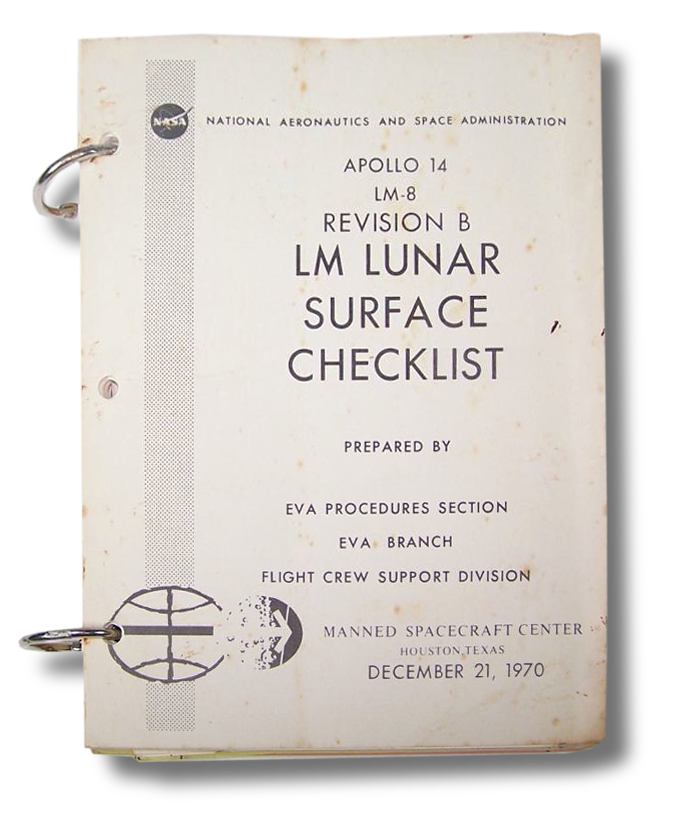 NASA
NATIONAL AERONAUTICS AND SPACE ADMINISTRATION
APOLLO 14
LM-8
REVISION B
LM LUNAR
SURFACE
CHECKLIST
PREPARED BY
EVA PROCEDURES SECTION
EVA BRANCH
FLIGHT CREW SUPPORT DIVISION
MANNED SPACECRAFT CENTER
HOUSTON, TEXAS
DECEMBER 21, 1970